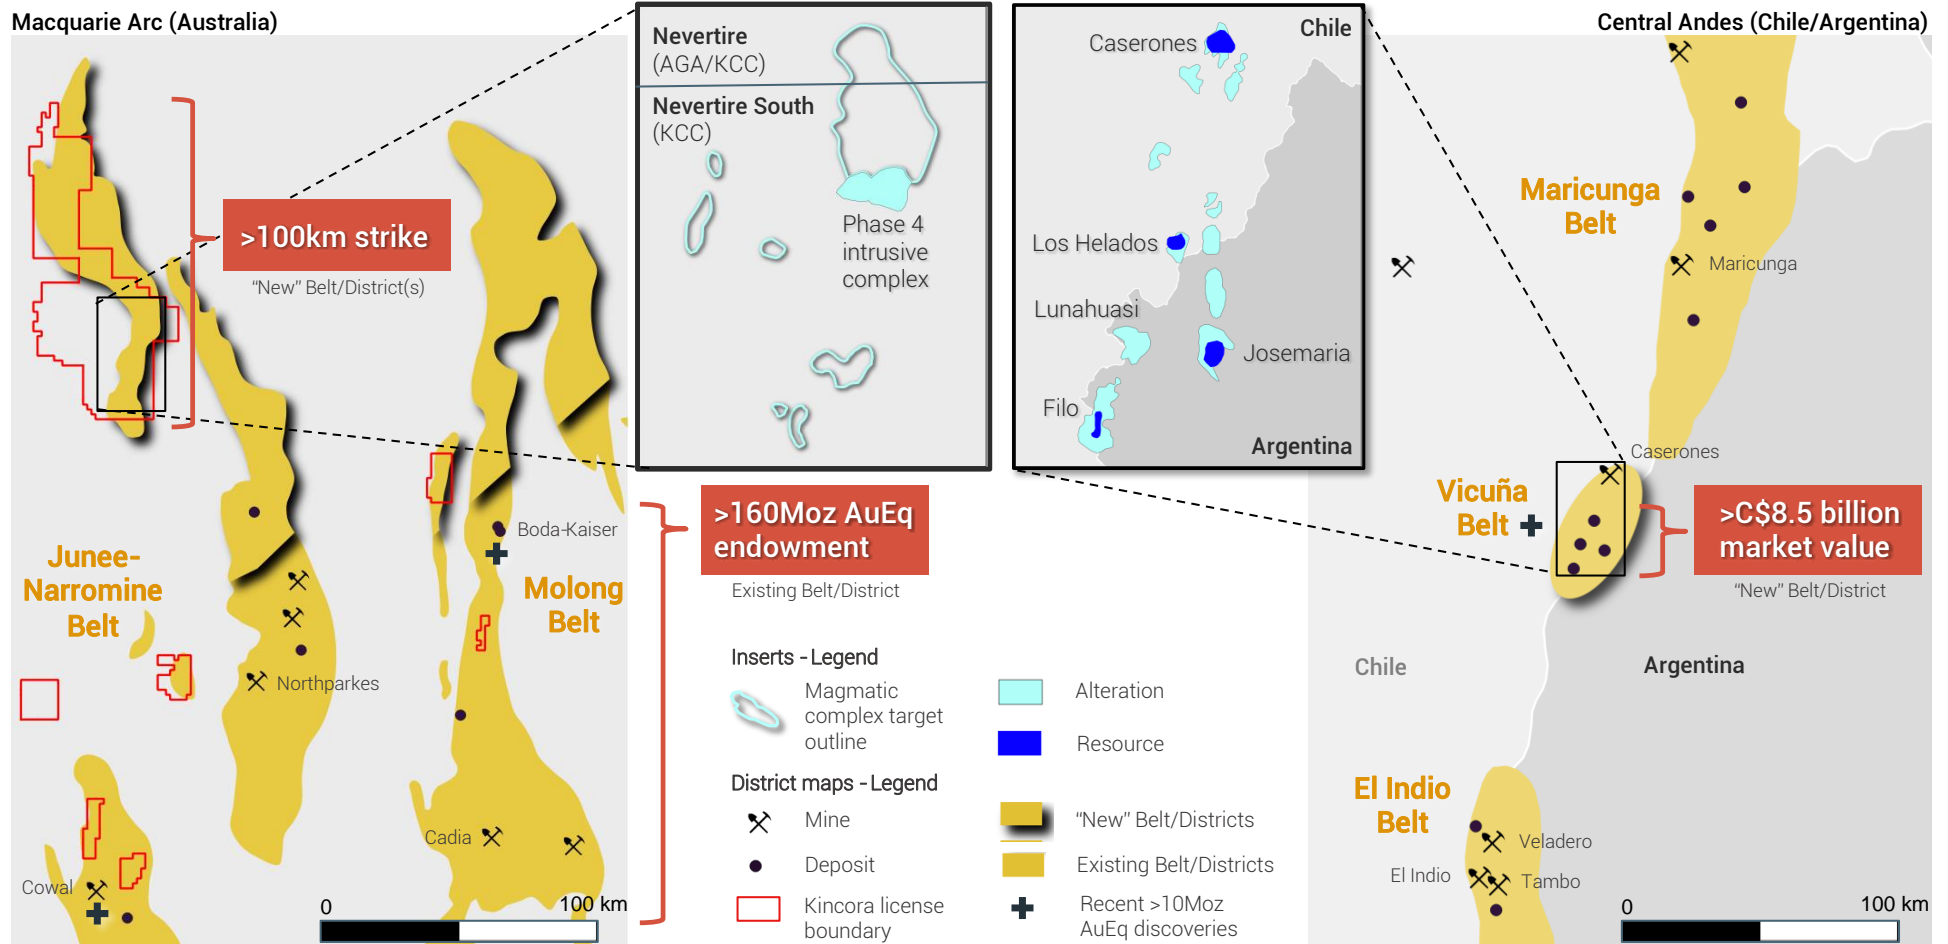 Macquarie Arc (Australia)
>100km strike
"New" Belt/District(s)
Junee-
Narromine
Belt
Northparkes
Cowal
Boda-Kaiser
Molong
Belt
Cadia
0
100 km
Nevertire
(AGA/KCC)
Nevertire South
(KCC)
Phase 4
intrusive
complex
>160Moz AuEq
endowment
Existing Belt/District
Inserts - Legend
Magmatic
complex target
outline
Alteration
Resource
District maps - Legend
Mine
Deposit
Kincora license
boundary
"New" Belt/Districts
Existing Belt/Districts
Recent >10Moz
AuEq discoveries
Chile
Caserones
Los Helados
Lunahuasi
Josemaria
Filo
Argentina
Central Andes (Chile/Argentina)
Maricunga
Belt
Maricunga
Caserones
Vicuña
Belt
>C$8.5 billion
market value
"New" Belt/District
Chile
Argentina
El Indio
Belt
Veladero
El Indio
Tambo
0
100 km